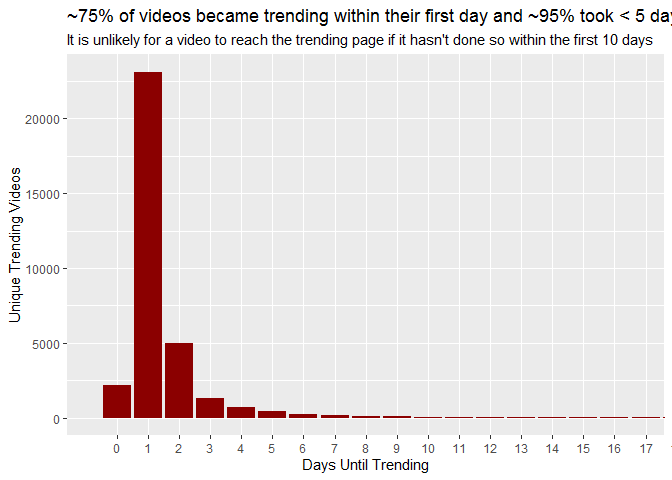 ~75% of videos became trending within their first day and ~95% took < 5 day
It is unlikely for a video to reach the trending page if it hasn't done so within the first 10 days
Unique Trending Videos
20000
15000
10000
5000
0
0 1 2 3 4 5 6 7 8 9 10 11 12 13 14 15 16 17
Days Until Trending